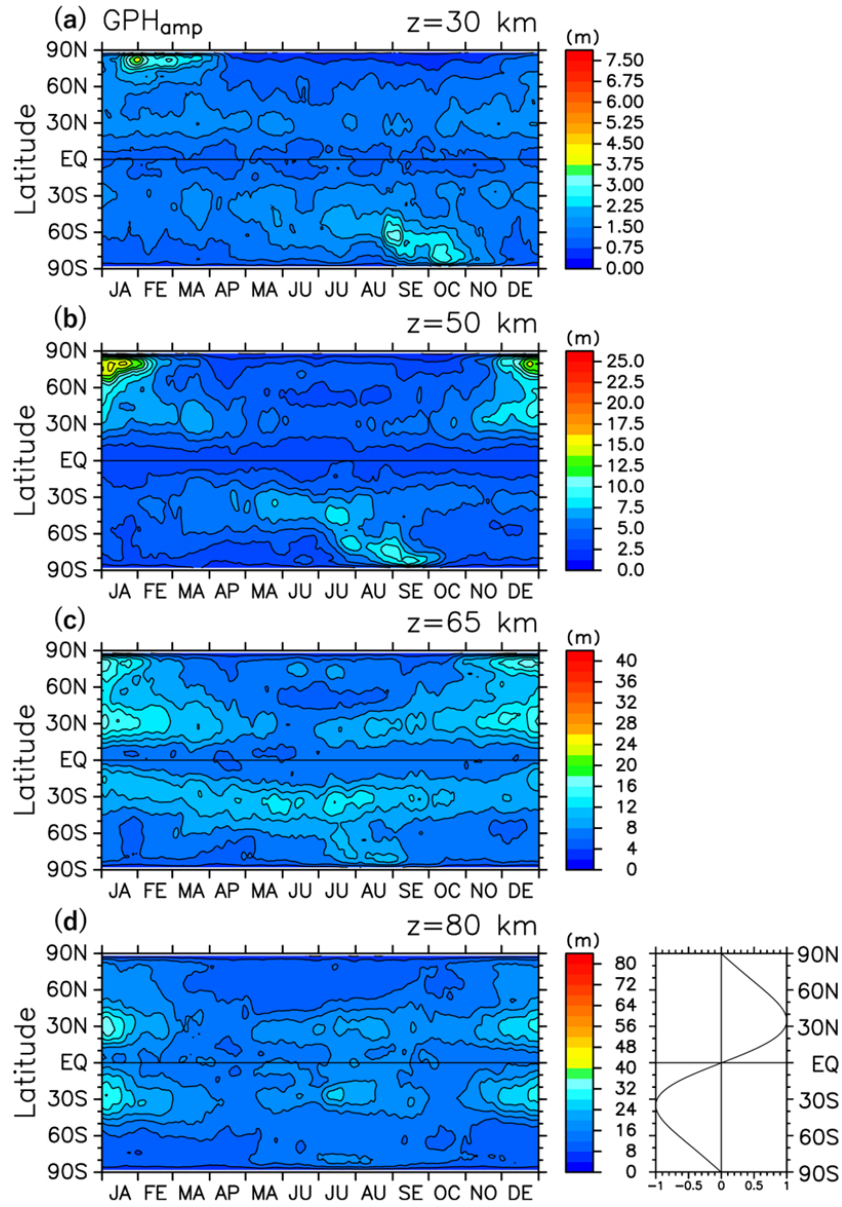 (a) GPHamp z=30 km
(m)
90N
60N
30N
EQ
30S
60S
90S
Latitude
JA FE MA AP MA JU JU AU SE OC NO DE
7.50
6.75
6.00
5.25
4.50
3.75
3.00
2.25
1.50
0.75
0.00
(b) z=50 km
(m)
90N
60N
30N
EQ
30S
60S
90S
Latitude
JA FE MA AP MA JU JU AU SE OC NO DE
25.0
22.5
20.0
17.5
15.0
12.5
10.0
7.5
5.0
2.5
0.0
(c) z=65 km
(m)
90N
60N
30N
EQ
30S
60S
90S
Latitude
JA FE MA AP MA JU JU AU SE OC NO DE
40
36
32
28
24
20
16
12
8
4
0
(d) z=80 km
(m)
90N
60N
30N
EQ
30S
60S
90S
Latitude
JA FE MA AP MA JU JU AU SE OC NO DE
80
72
64
56
48
40
32
24
16
8
0
90N
60N
30N
EQ
30S
60S
90S
-1 -0.5 0 0.5 1